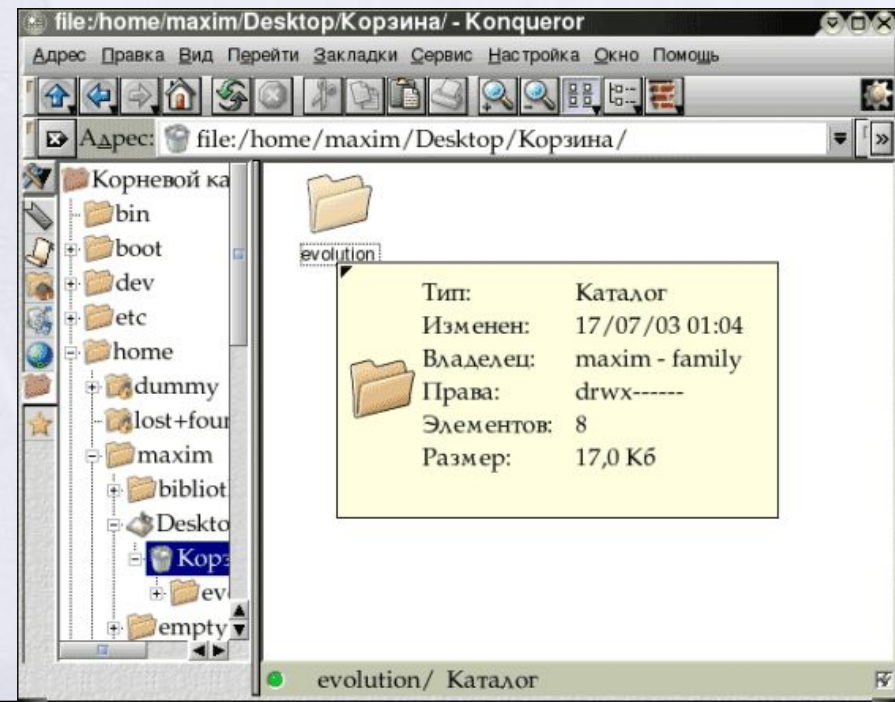 file:/home/maxim/Desktop/Корзина/ - Konqueror
Адрес Правка Вид Перейти Закладки Сервис Настройка Окно Помощь
Адрес: file:/home/maxim/Desktop/Корзина/
Корневой ка
bin
boot
dev
etc
home
dummy
lost+four
maxim
bibliot
Deskto
Корз
ev
empty
evolution
Тип: Каталог
Изменен: 17/07/03 01:04
Владелец: maxim - family
Права: drwx------
Элементов: 8
Размер: 17,0 Кб
evolution/ Каталог